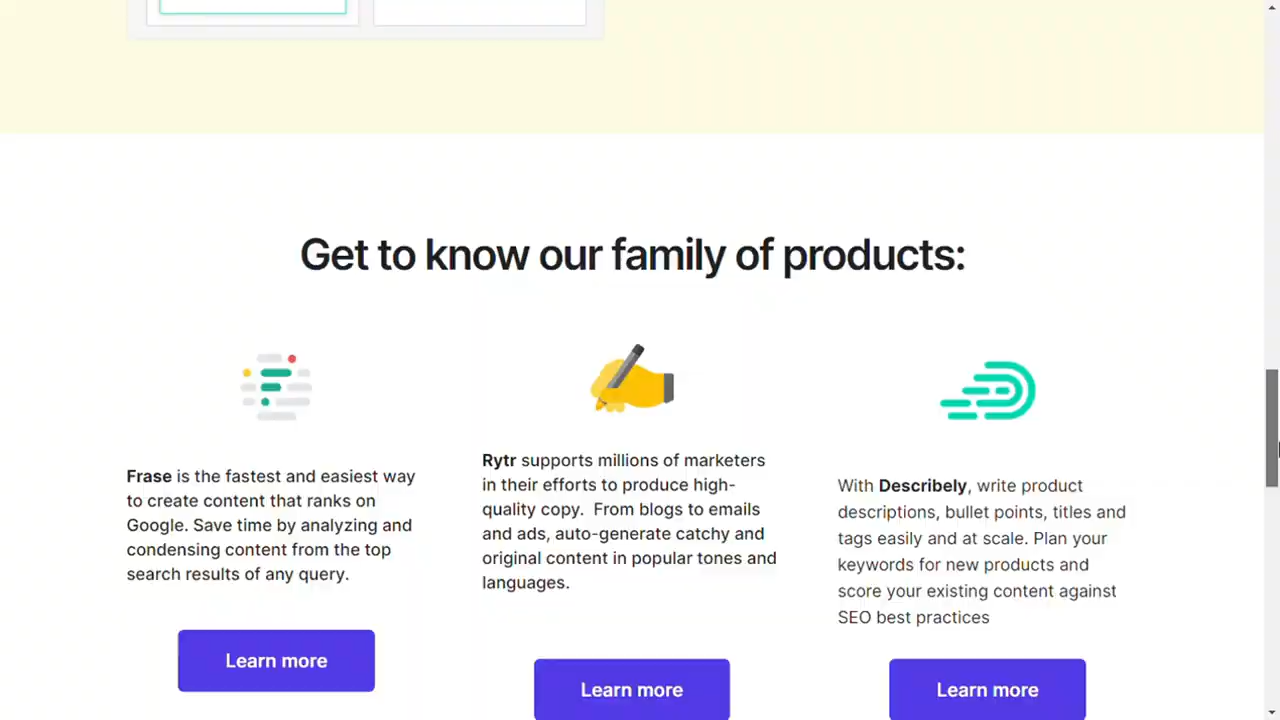 Get to know our family of products:
Frase is the fastest and easiest way
to create content that ranks on
Google. Save time by analyzing and
condensing content from the top
search results of any query.
Learn more
Rytr supports millions of marketers
in their efforts to produce high-
quality copy.  From blogs to emails
and ads, auto-generate catchy and
original content in popular tones and
languages.
Learn more
With Describely, write product
descriptions, bullet points, titles and
tags easily and at scale. Plan your
keywords for new products and
score your existing content against
SEO best practices
Learn more